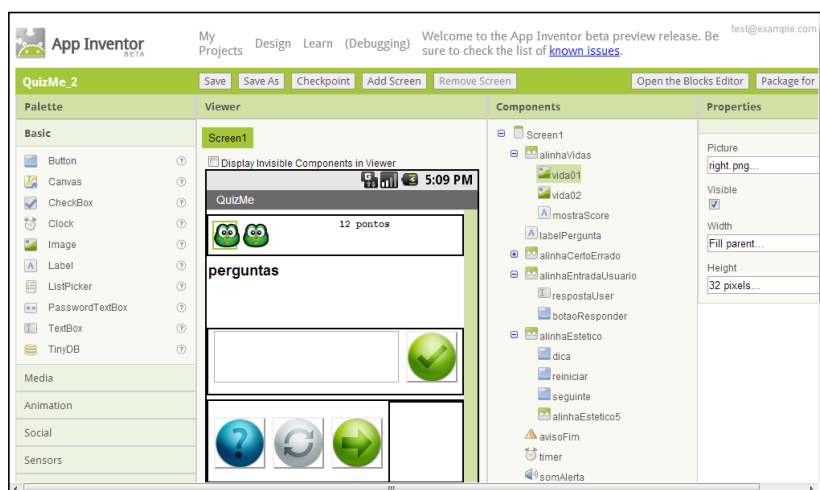 App Inventor
BETA
My Projects Design Learn (Debugging)
Welcome to the App Inventor beta preview release. Be sure to check the list of known issues.
test@example.com
QuizMe_2
Save Save As Checkpoint Add Screen Remove Screen Open the Blocks Editor Package for
Palette
Basic
Button
Canvas
CheckBox
Clock
Image
Label
ListPicker
PasswordTextBox
TextBox
TinyDB
Media
Animation
Social
Sensors
Viewer
Screen1
Display Invisible Components in Viewer
5:09 PM
QuizMe
12 pontos
perguntas
Components
Screen1
alinhaVidas
vida01
vida02
mostraScore
labelPergunta
alinhaCertoErrado
alinhaEntradaUsuario
respostaUser
botaoResponder
alinhaEstetico
dica
reiniciar
seguinte
alinhaEstetico5
avisoFim
timer
somAlerta
Properties
Picture
right.png...
Visible
Width
Fill parent...
Height
32 pixels...